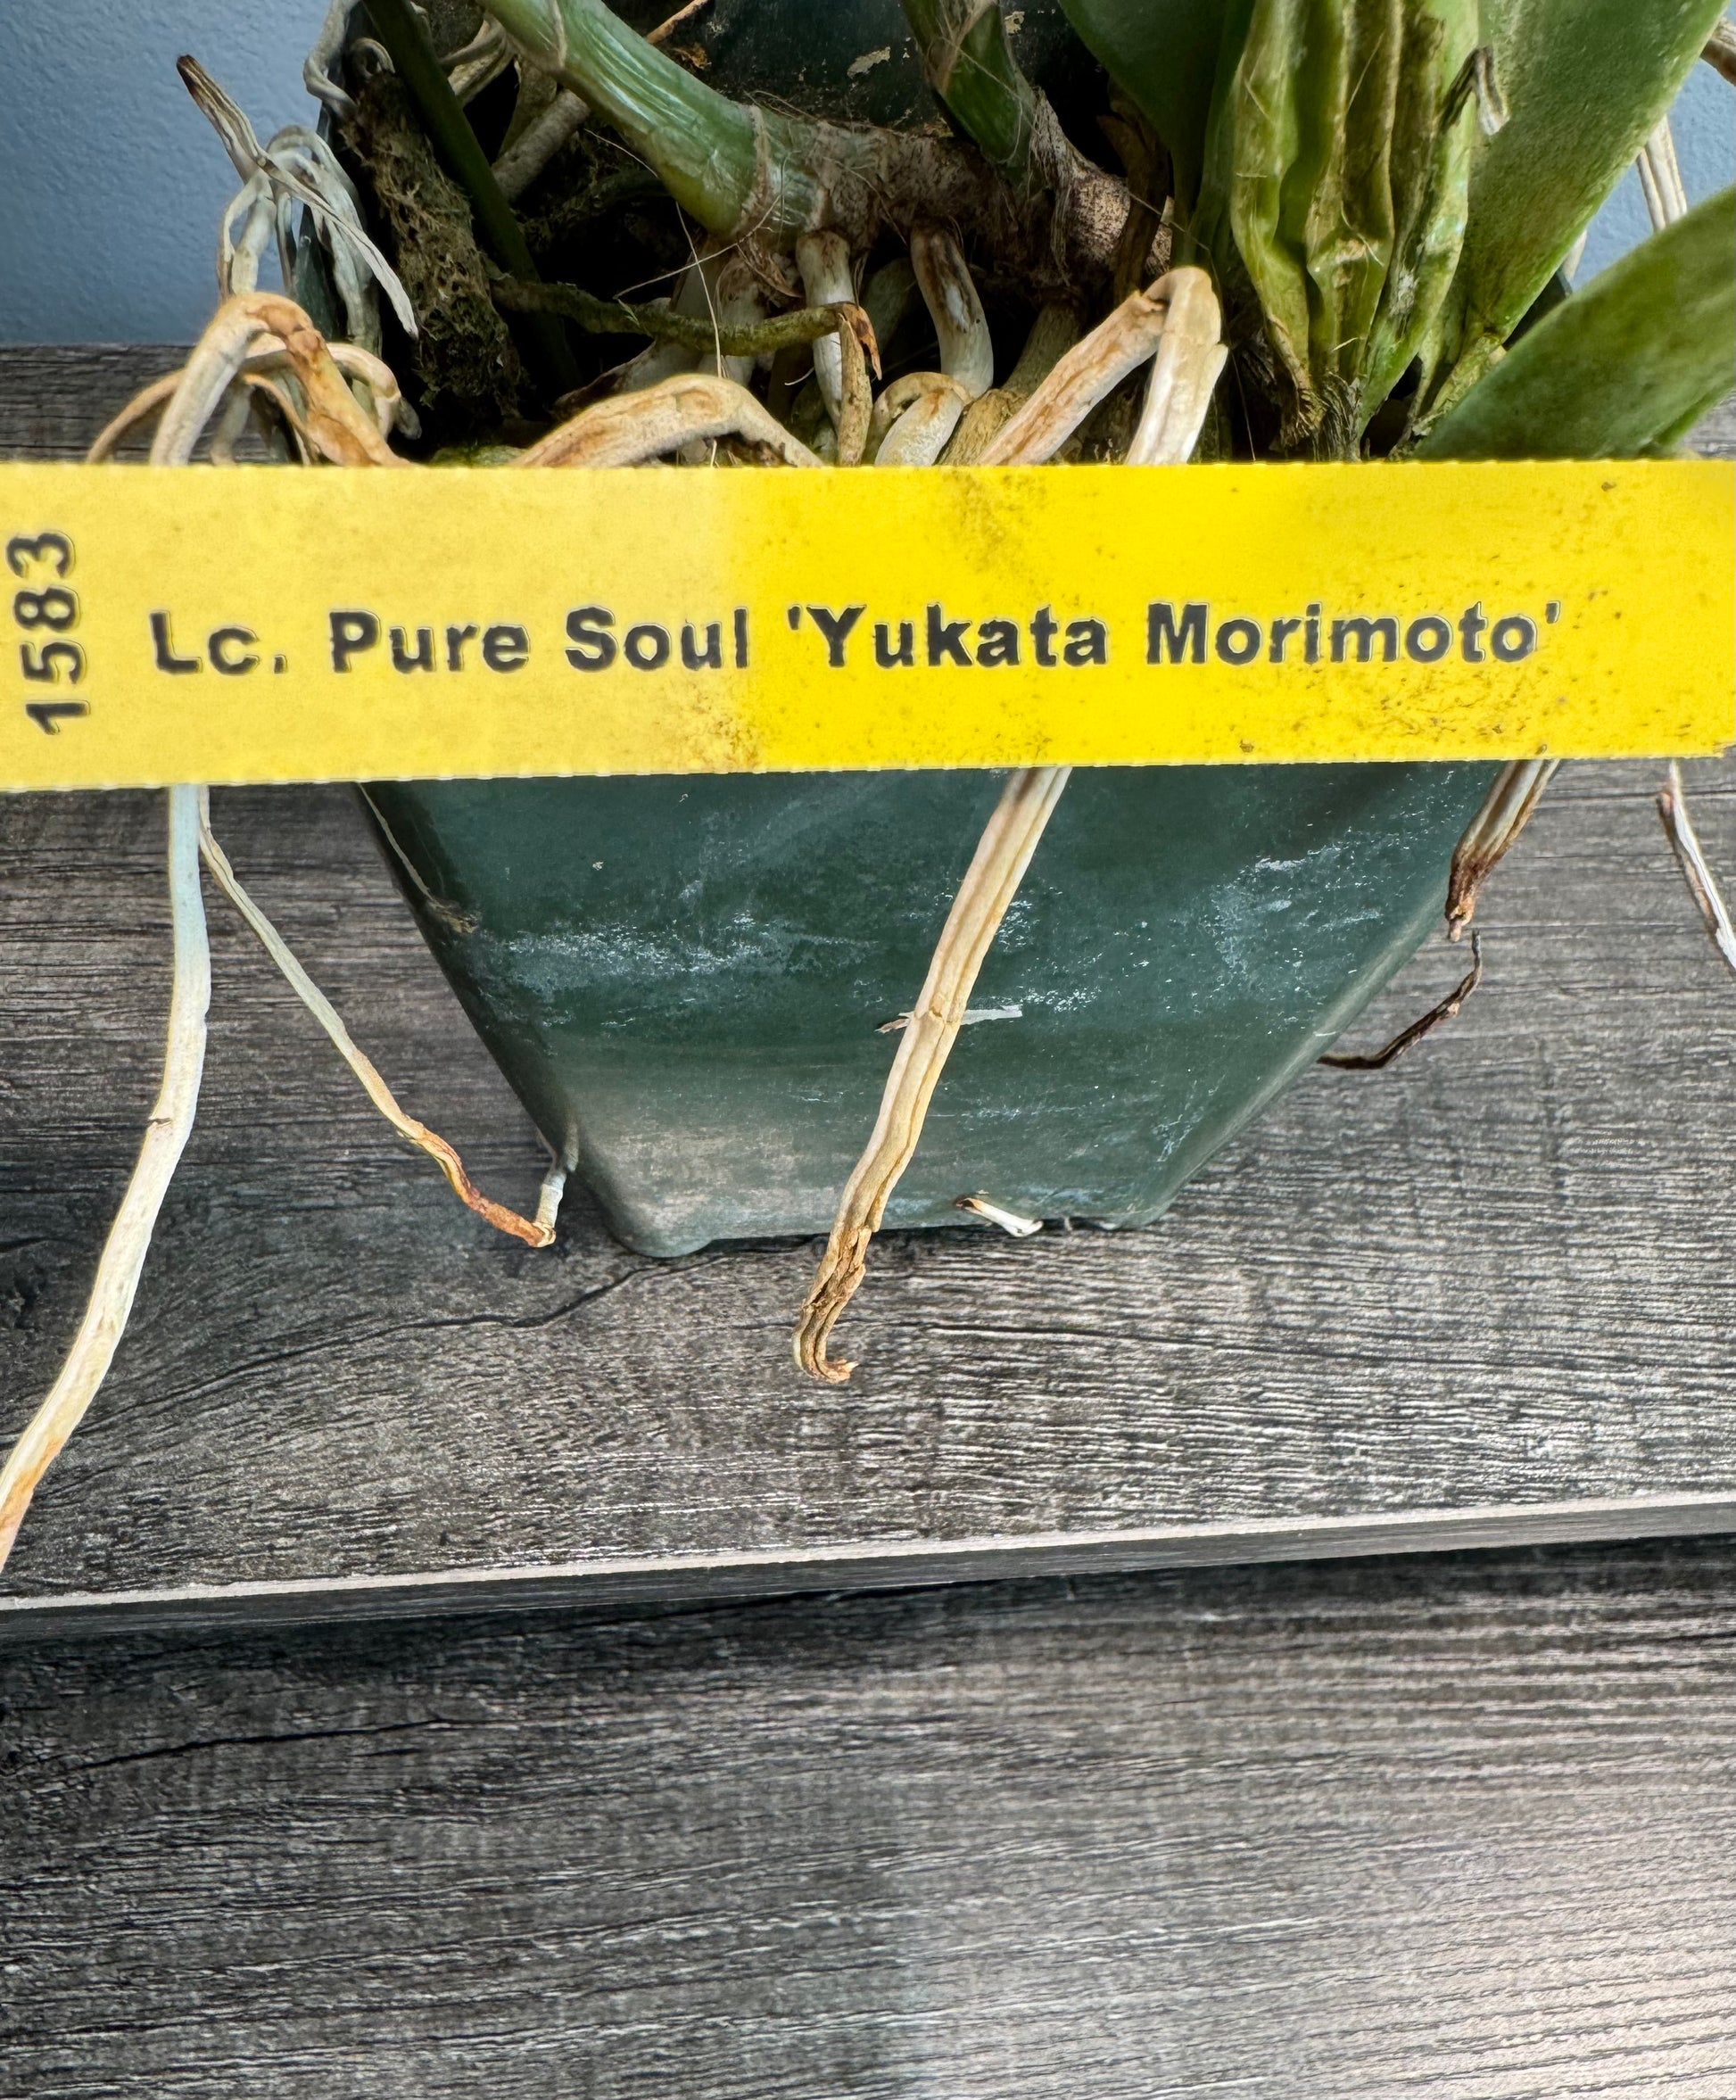 1583
Lc. Pure Soul 'Yukata Morimoto'